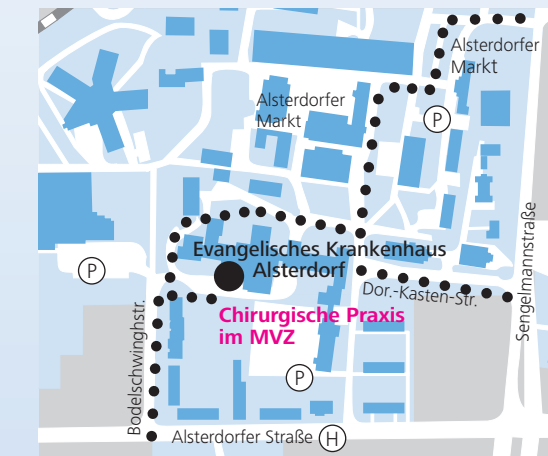 Alsterdorfer
Markt
Alsterdorfer
Markt
P
Sengelmannstraße
Evangelisches Krankenhaus
Alsterdorf
P
Dor.-Kasten-Str.
Chirurgische Praxis
im MVZ
Bodelschwinghstr.
P
Alsterdorfer Straße H